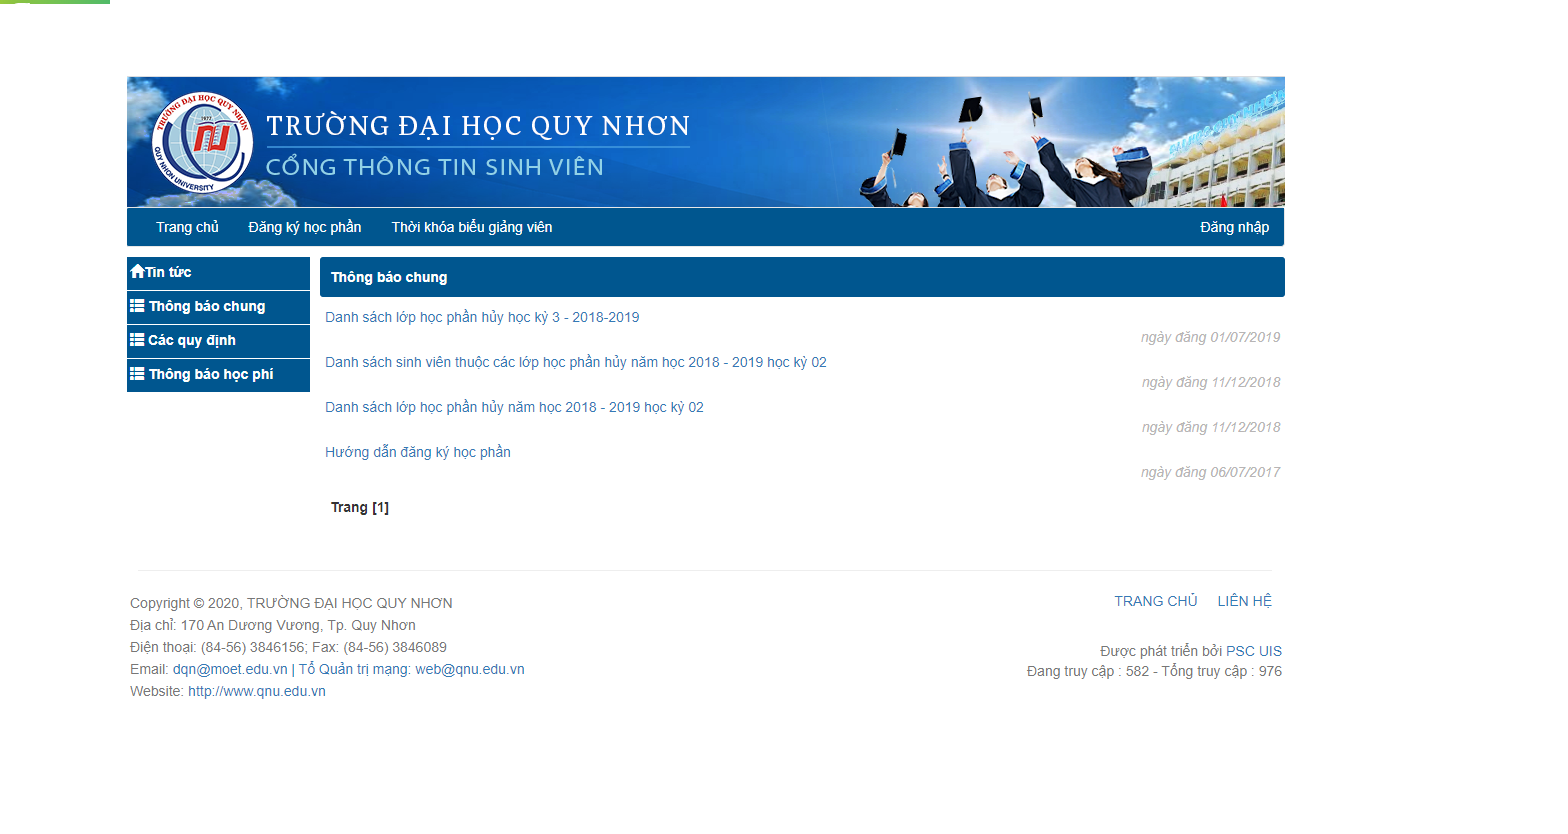 TRƯỜNG ĐẠI HỌC QUY NHƠN
1977
QUY NHON UNIVERSITY
TRƯỜNG ĐẠI HỌC QUY NHƠN
CỔNG THÔNG TIN SINH VIÊN
Trang chủ Đăng ký học phần Thời khóa biểu giảng viên Đăng nhập
Tin tức
Thông báo chung
Các quy định
Thông báo học phí
Thông báo chung
Danh sách lớp học phần hủy học kỳ 3 - 2018-2019
ngày đăng 01/07/2019
Danh sách sinh viên thuộc các lớp học phần hủy năm học 2018 - 2019 học kỳ 02
ngày đăng 11/12/2018
Danh sách lớp học phần hủy năm học 2018 - 2019 học kỳ 02
ngày đăng 11/12/2018
Hướng dẫn đăng ký học phần
ngày đăng 06/07/2017
Trang [1]
Copyright © 2020, TRƯỜNG ĐẠI HỌC QUY NHƠN
Địa chỉ: 170 An Dương Vương, Tp. Quy Nhơn
Điện thoại: (84-56) 3846156; Fax: (84-56) 3846089
Email: dqn@moet.edu.vn | Tổ Quản trị mạng: web@qnu.edu.vn
Website: http://www.qnu.edu.vn
TRANG CHỦ LIÊN HỆ
Được phát triển bởi PSC UIS
Đang truy cập : 582 - Tổng truy cập : 976